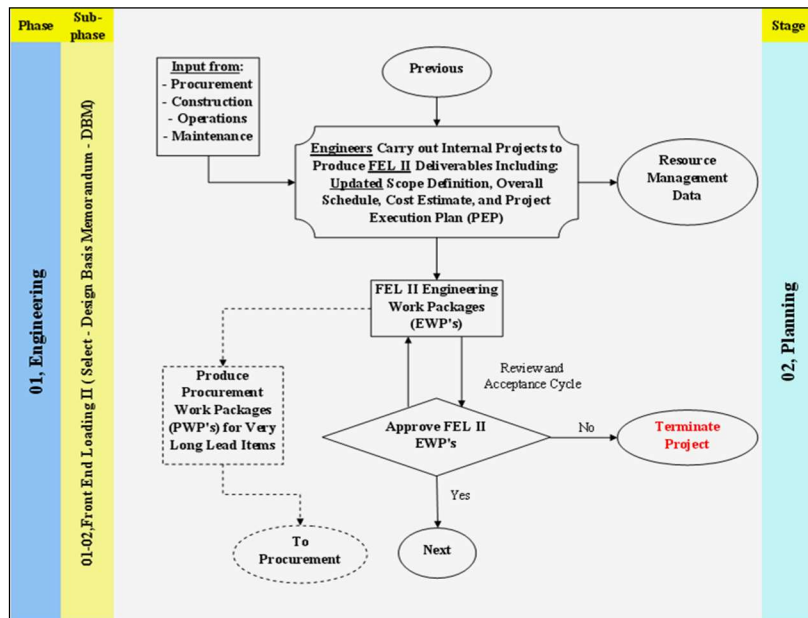 Phase
Sub-
phase
Stage
01, Engineering
01-02,Front End Loading II ( Select - Design Basis Memorandum - DBM)
02, Planning
Input from:
- Procurement
- Construction
- Operations
- Maintenance
Previous
Engineers Carry out Internal Projects to
Produce FEL II Deliverables Including:
Updated Scope Definition, Overall
Schedule, Cost Estimate, and Project
Execution Plan (PEP)
Resource
Management
Data
FEL II Engineering
Work Packages
(EWP's)
Produce
Procurement
Work Packages
(PWP's) for Very
Long Lead Items
Review and
Acceptance Cycle
Approve FEL II
EWP's
No
Terminate
Project
Yes
To
Procurement
Next